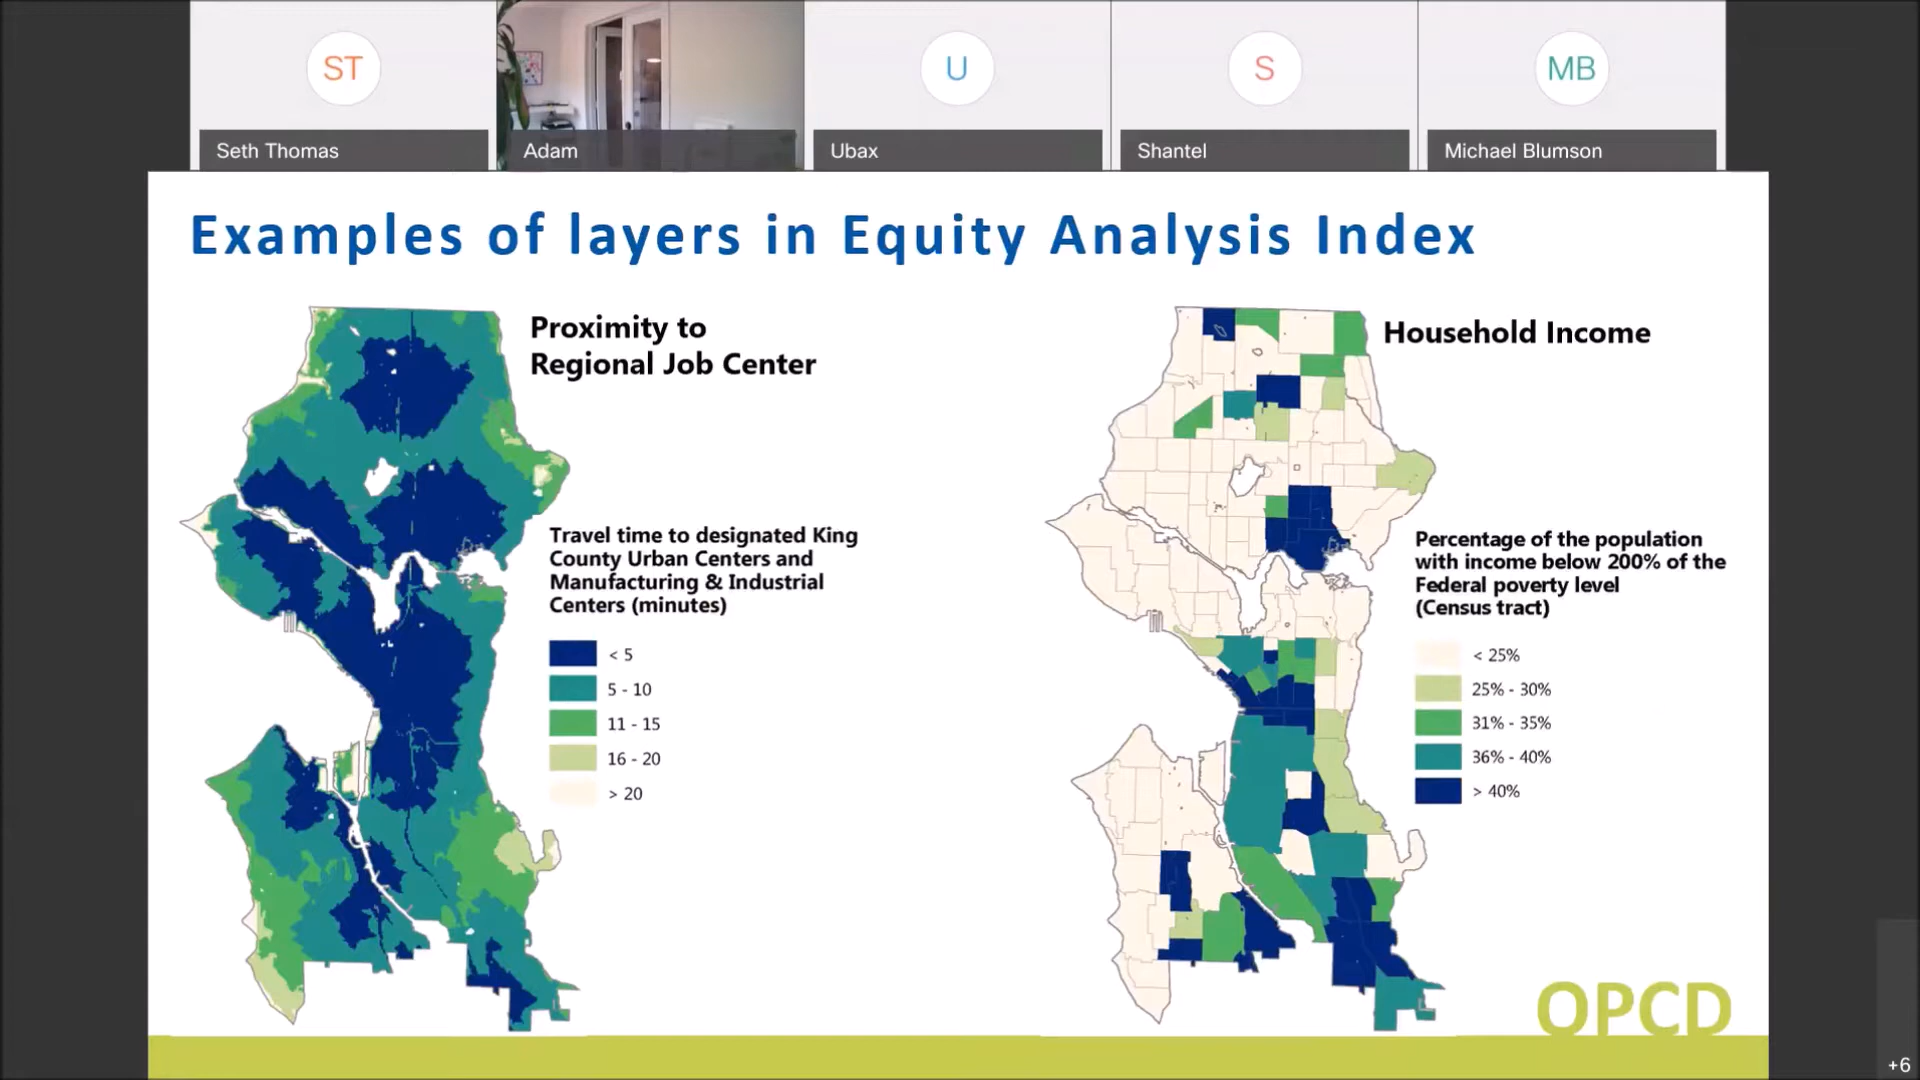 ST
U
S
MB
Seth Thomas
Adam
Ubax
Shantel
Michael Blumson
Examples of layers in Equity Analysis Index
Proximity to
Regional Job Center
Travel time to designated King
County Urban Centers and
Manufacturing & Industrial
Centers (minutes)
< 5
5 - 10
11 - 15
16 - 20
> 20
Household Income
Percentage of the population
with income below 200% of the
Federal poverty level
(Census tract)
< 25%
25% - 30%
31% - 35%
36% - 40%
> 40%
OPCD
+6